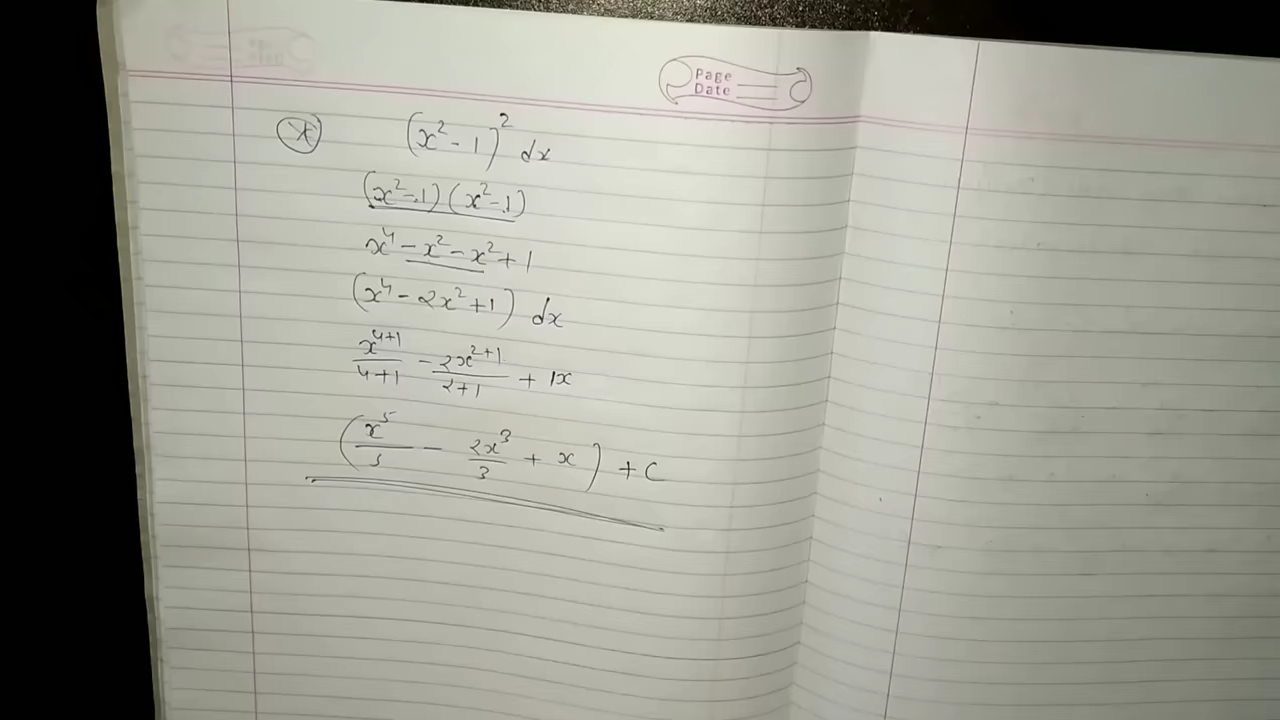 Page
Date
(x² - 1)² dx
(x² - 1) (x² - 1)
x⁴ - x² - x² + 1
(x⁴ - 2x² + 1) dx
x⁴⁺¹/4+1 - 2x²⁺¹/2+1 + 1x
(x⁵/5 - 2x³/3 + x) + C